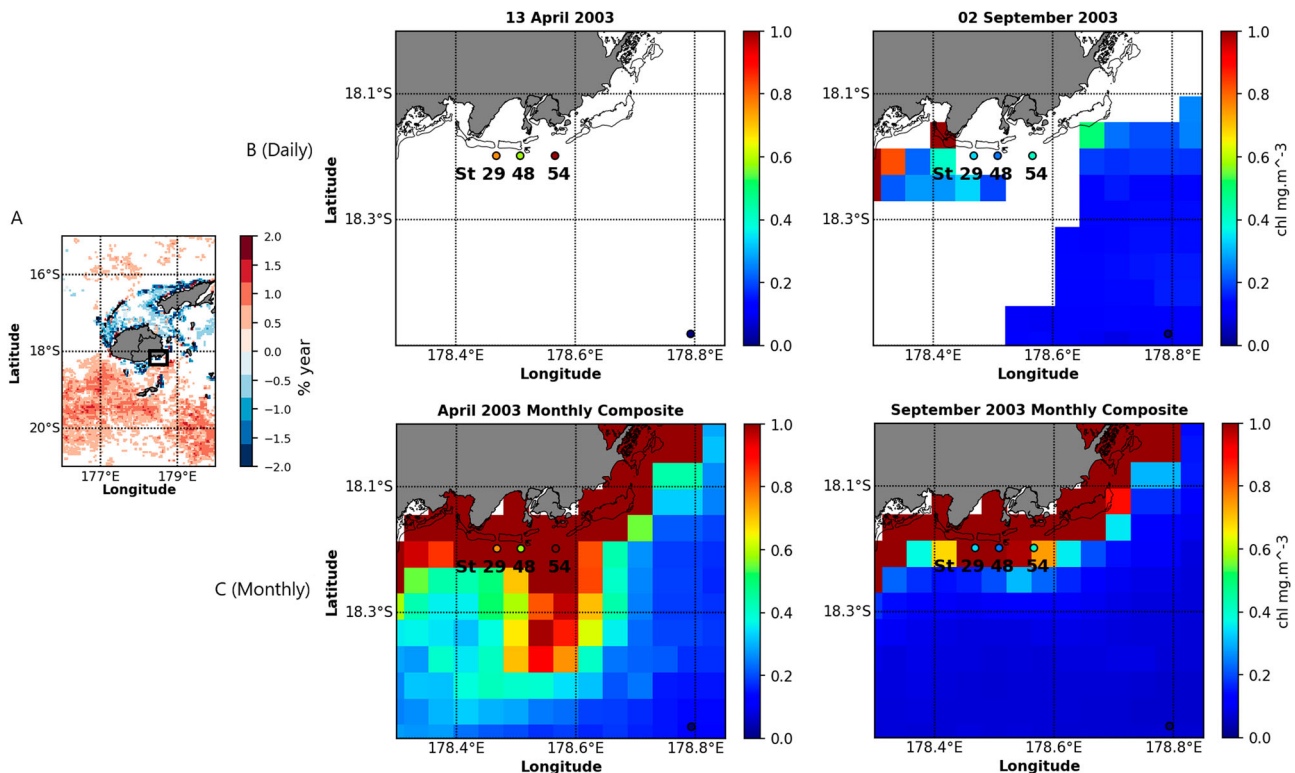 13 April 2003
02 September 2003
B (Daily)
A
C (Monthly)
18.1°S
18.3°S
Latitude
178.4°E
178.6°E
178.8°E
Longitude
St 29 48 54
1.0
0.8
0.6
0.4
0.2
0.0
St 29 48 54
18.1°S
18.3°S
178.4°E
178.6°E
178.8°E
Longitude
1.0
0.8
0.6
0.4
0.2
0.0
chl mg.m^-3
16°S
18°S
20°S
Latitude
177°E
179°E
Longitude
2.0
1.5
1.0
0.5
0.0
−0.5
−1.0
−1.5
−2.0
% year
April 2003 Monthly Composite
September 2003 Monthly Composite
18.1°S
18.3°S
Latitude
St 29 48 54
178.4°E
178.6°E
178.8°E
Longitude
1.0
0.8
0.6
0.4
0.2
0.0
18.1°S
18.3°S
St 29 48 54
178.4°E
178.6°E
178.8°E
Longitude
1.0
0.8
0.6
0.4
0.2
0.0
chl mg.m^-3